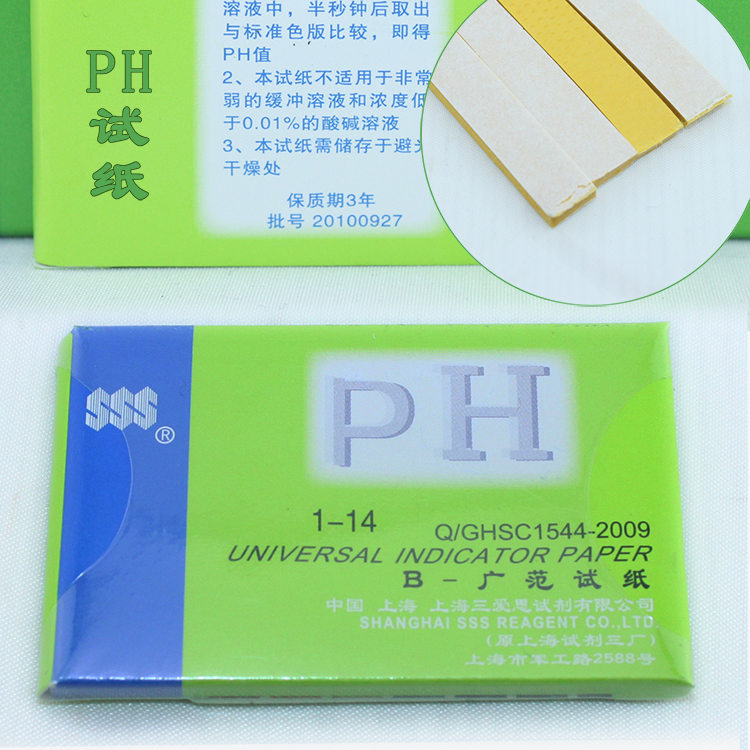 PH
试
纸
溶液中，半秒钟后取出
与标准色版比较，即得
PH值
2、本试纸不适用于非常
弱的缓冲溶液和浓度低
于0.01%的酸碱溶液
3、本试纸需储存于避光
干燥处
保质期3年
批号 20100927
SSS
®
PH
1-14
Q/GHSC1544-2009
UNIVERSAL INDICATOR PAPER
B - 广范试纸
中国 上海 上海三爱思试剂有限公司
SHANGHAI SSS REAGENT CO.,LTD.
(原上海试剂三厂)
上海市军工路2588号